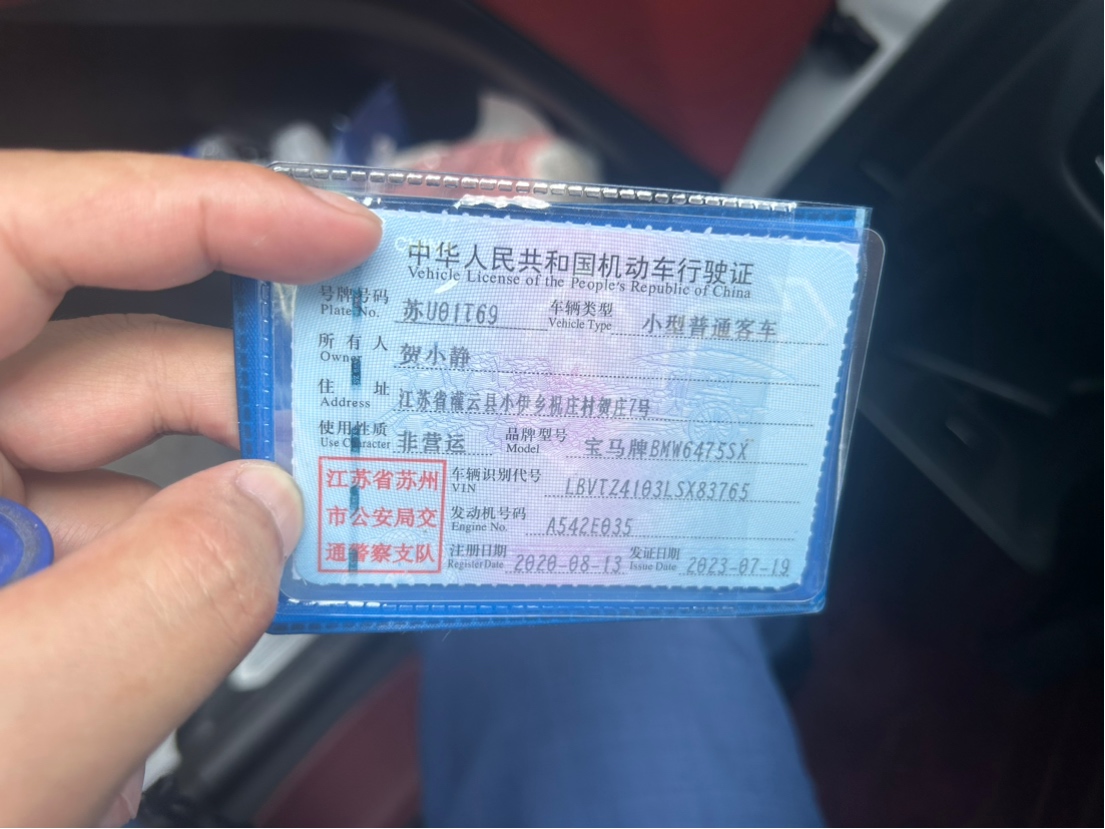 中华人民共和国机动车行驶证
Vehicle License of the People's Republic of China
号牌号码 苏U01T69 车辆类型 小型普通客车
Plate No. Vehicle Type
所有人 贺小静
Owner
住址 江苏省灌云县小伊乡祝庄村贺庄7号
Address
使用性质 非营运 品牌型号 宝马牌BMW6475SX
Use Character Model
江苏省苏州
市公安局交
通警察支队
车辆识别代号 LBVTZ4103LSX83765
VIN
发动机号码 A542E035
Engine No.
注册日期 2020-08-13 发证日期 2023-07-19
Register Date Issue Date